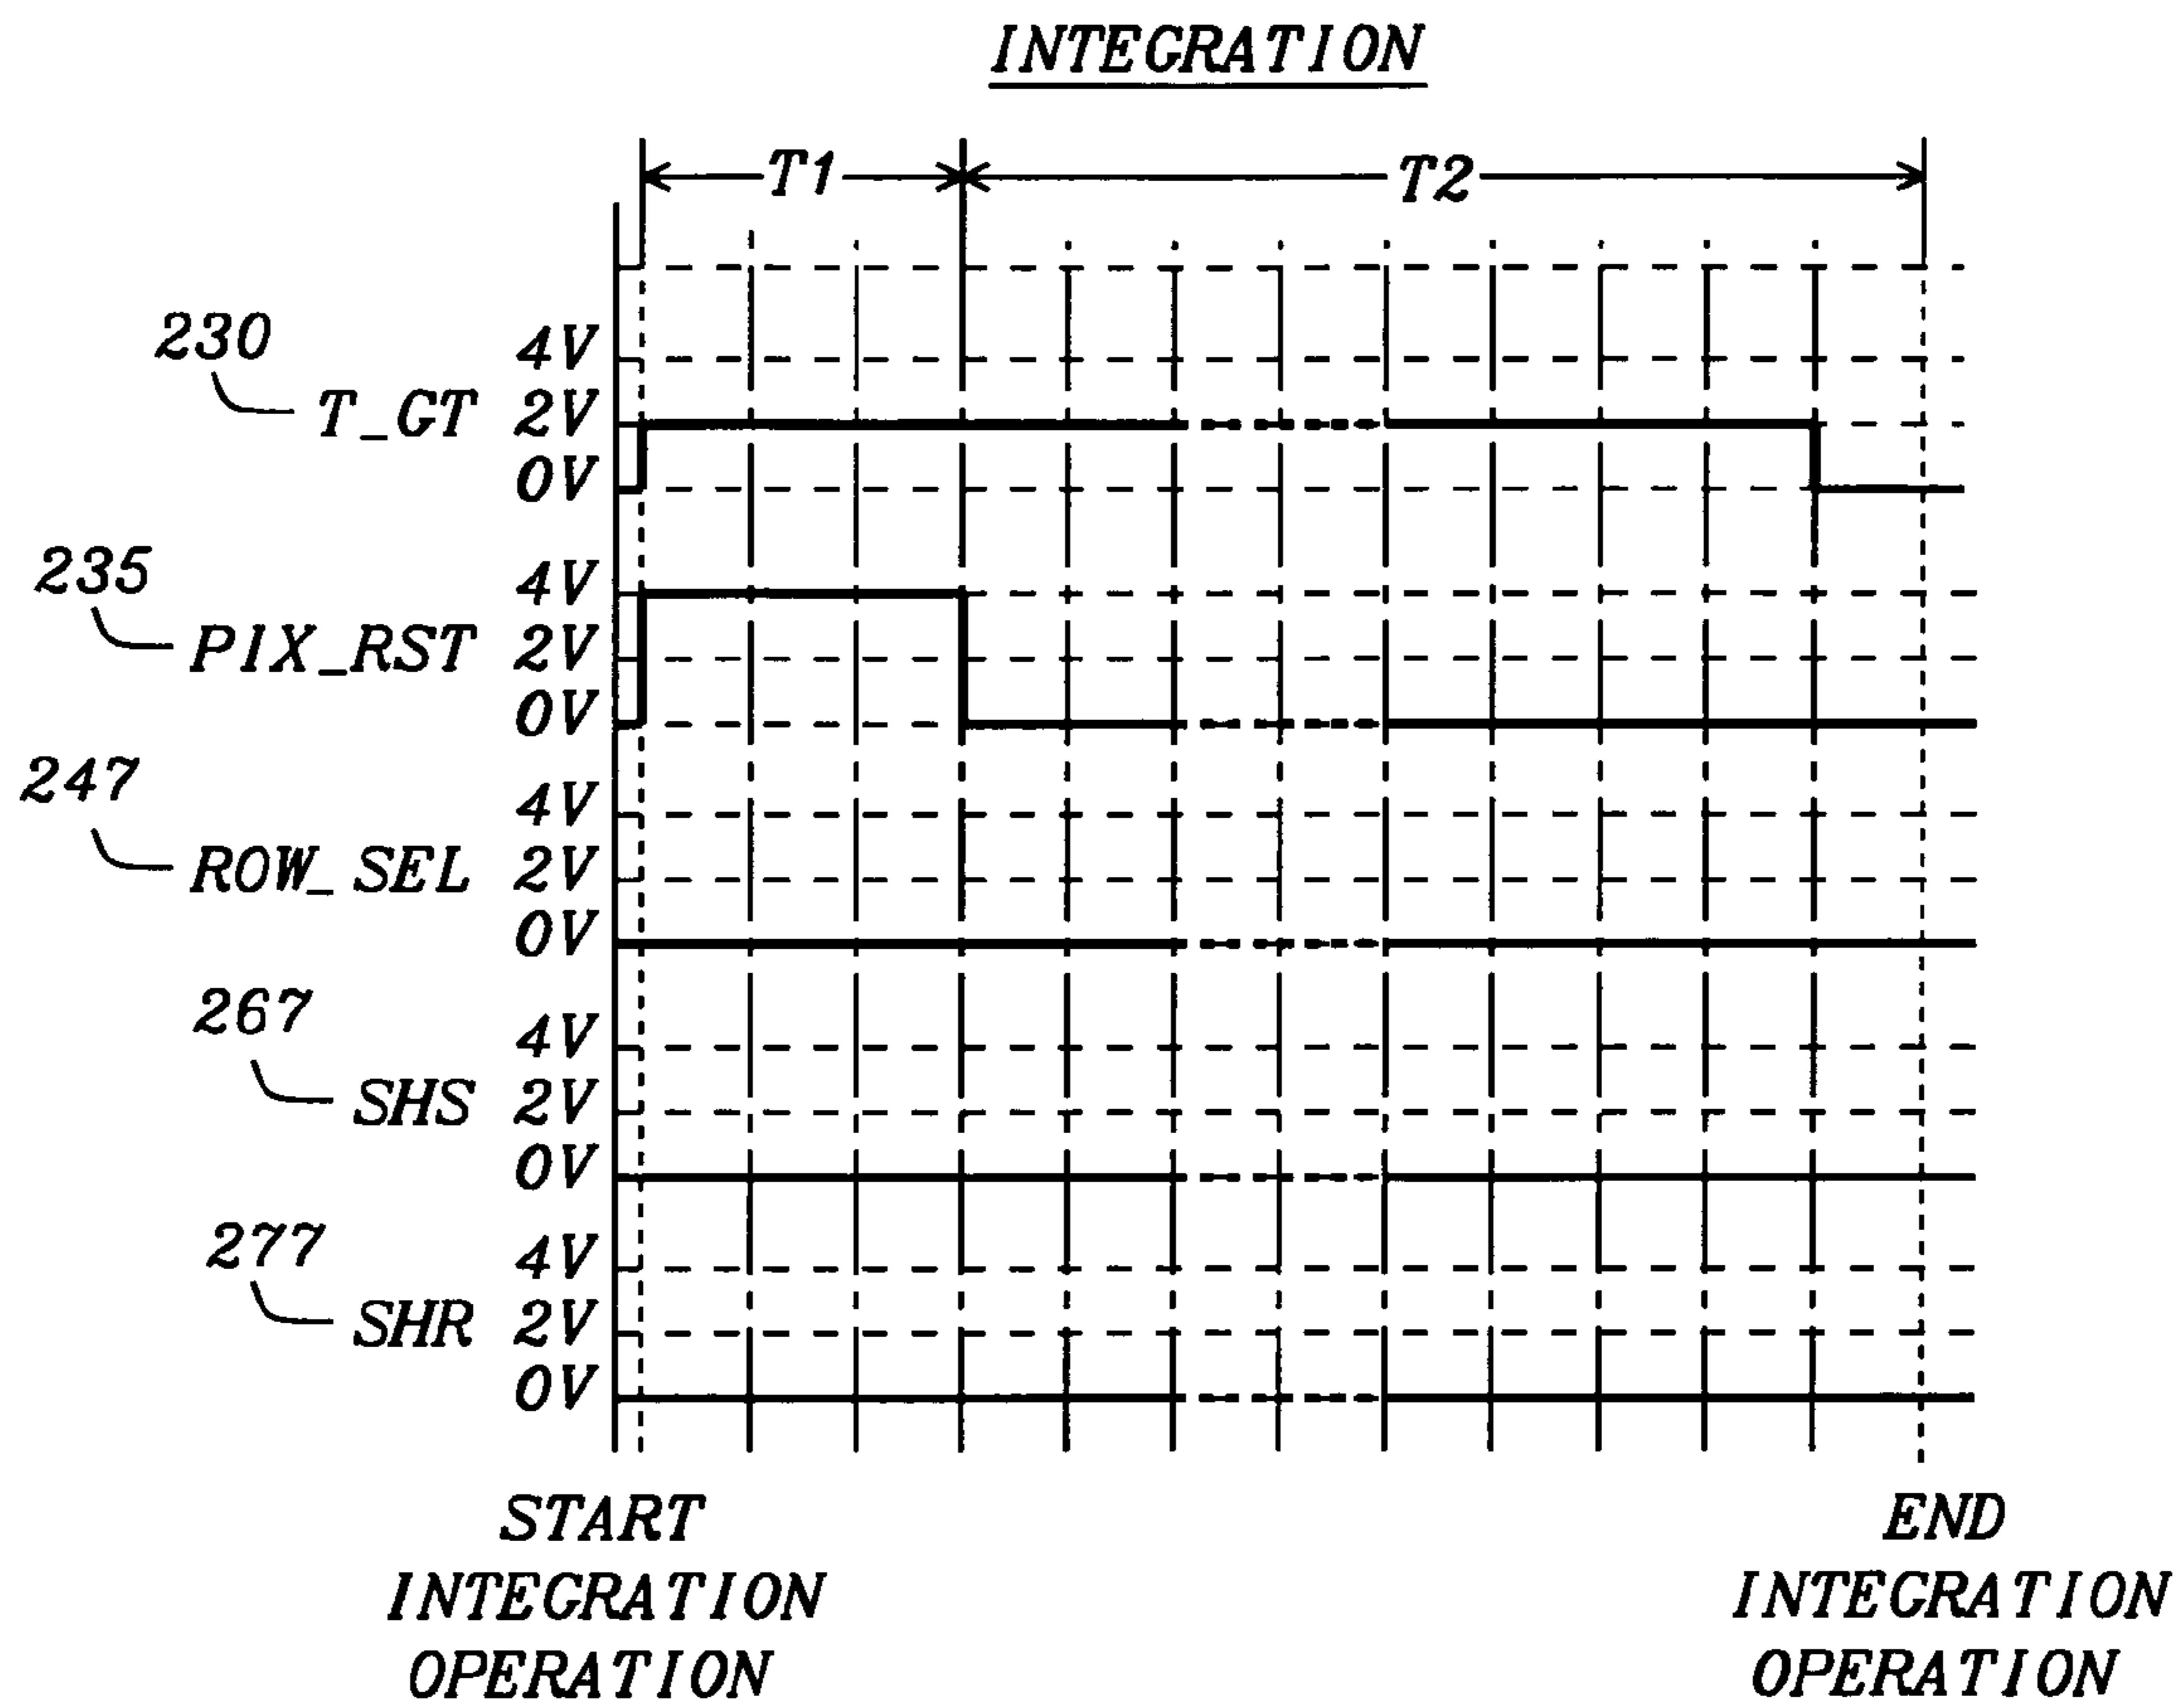 INTEGRATION
T1 T2
230
4V
T_GT 2V
0V
235
4V
PIX_RST 2V
0V
247
4V
ROW_SEL 2V
0V
267
4V
SHS 2V
0V
277
4V
SHR 2V
0V
START
INTEGRATION
OPERATION
END
INTEGRATION
OPERATION